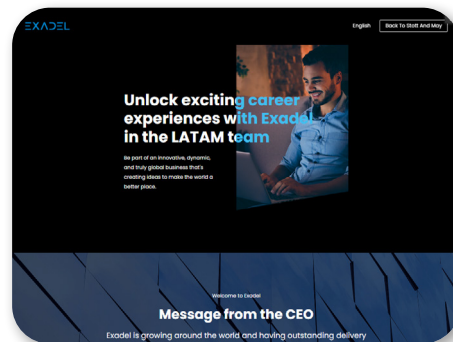 EXADEL
English
Back To Stott And May
Unlock exciting career
experiences with Exadel
in the LATAM team
Be part of an innovative, dynamic,
and truly global business that's
creating ideas to make the world a
better place.
Welcome to Exadel
Message from the CEO
Exadel is growing around the world and having outstanding delivery